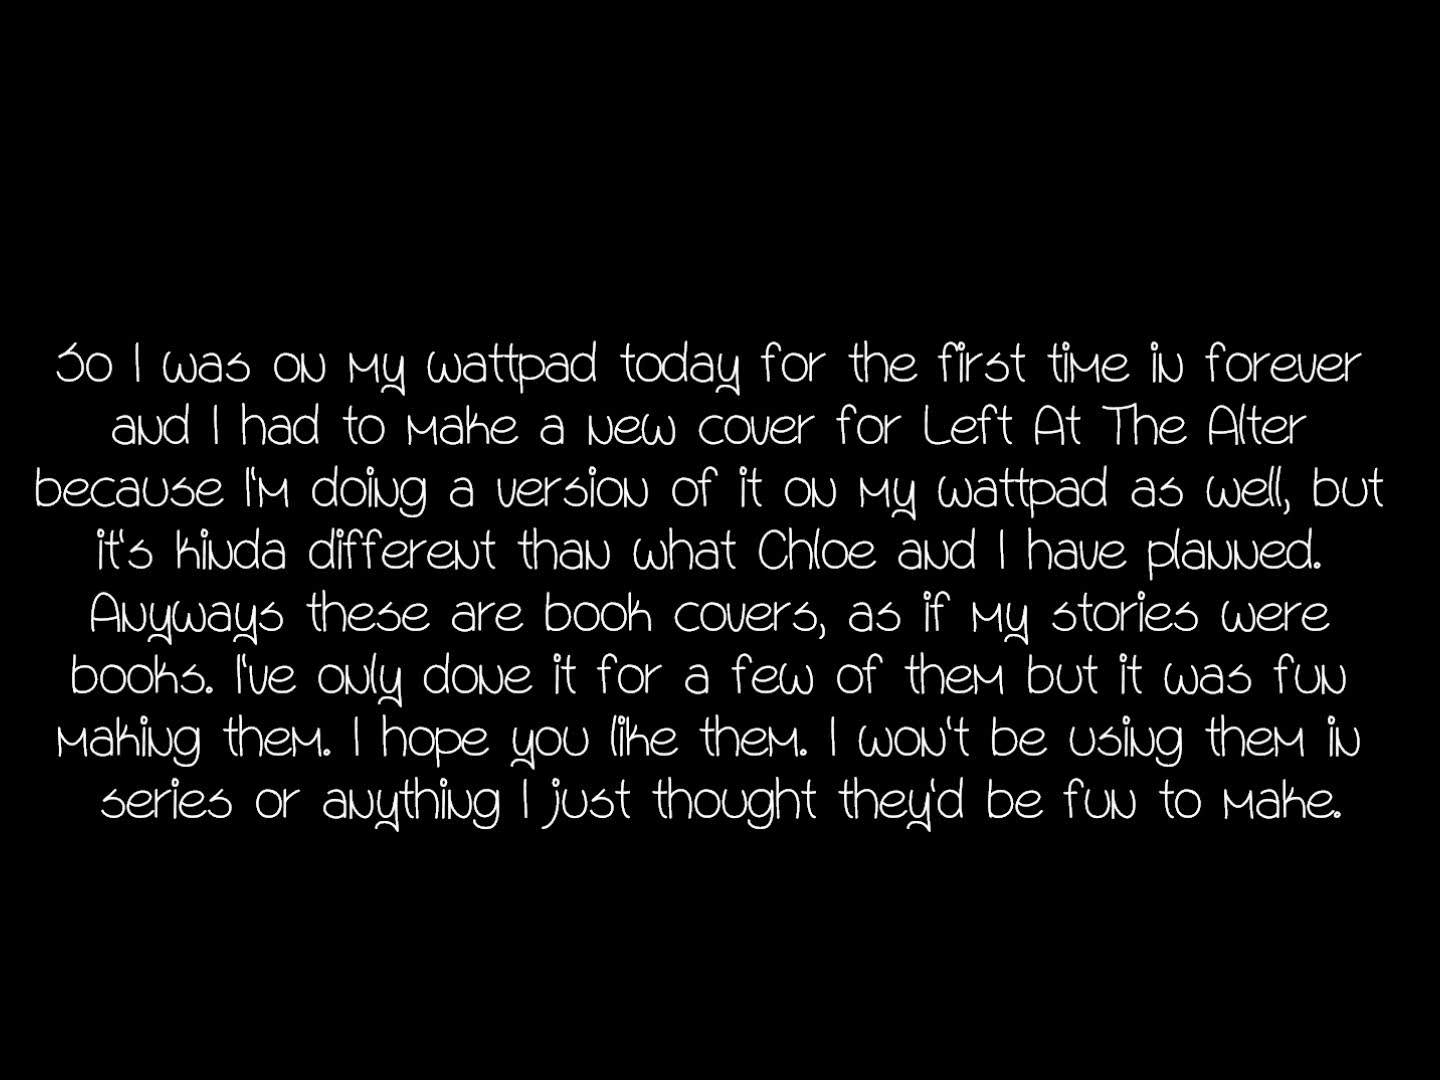 So I was on my wattpad today for the first time in forever
and I had to make a new cover for Left At The Alter
because I'm doing a version of it on my wattpad as well, but
it's kinda different than what Chloe and I have planned.
Anyways these are book covers, as if my stories were
books. I've only done it for a few of them but it was fun
making them. I hope you like them. I won't be using them in
series or anything I just thought they'd be fun to make.